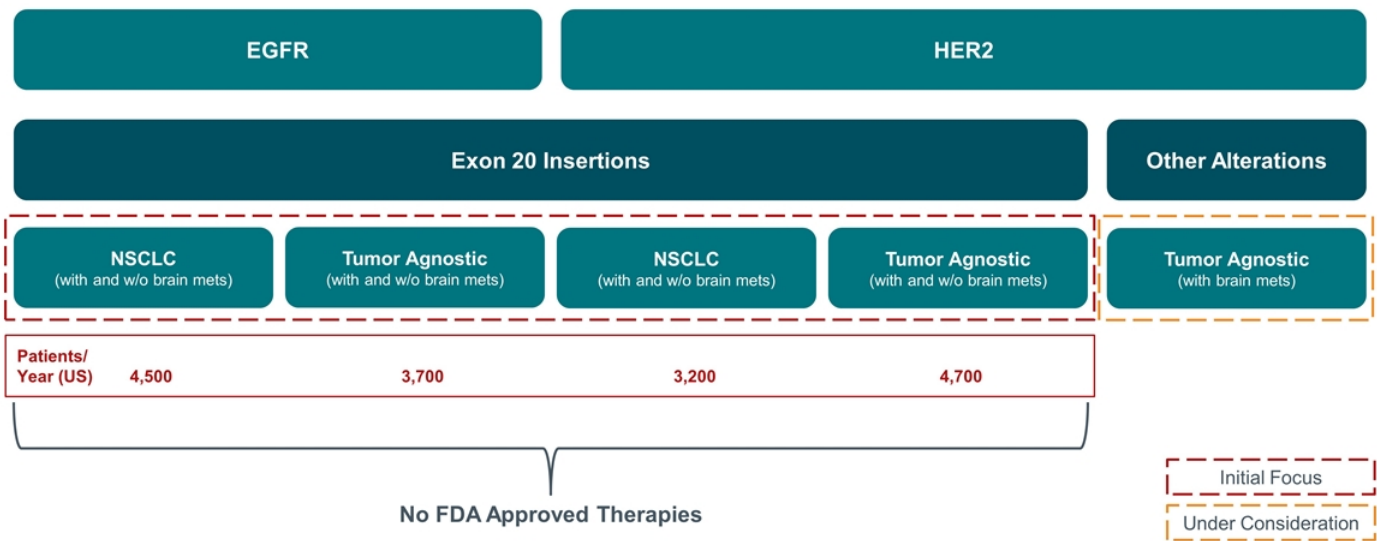 EGFR
HER2
Exon 20 Insertions
Other Alterations
NSCLC
(with and w/o brain mets)
Tumor Agnostic
(with and w/o brain mets)
NSCLC
(with and w/o brain mets)
Tumor Agnostic
(with and w/o brain mets)
Tumor Agnostic
(with brain mets)
Patients/
Year (US) 4,500 3,700 3,200 4,700
No FDA Approved Therapies
Initial Focus
Under Consideration